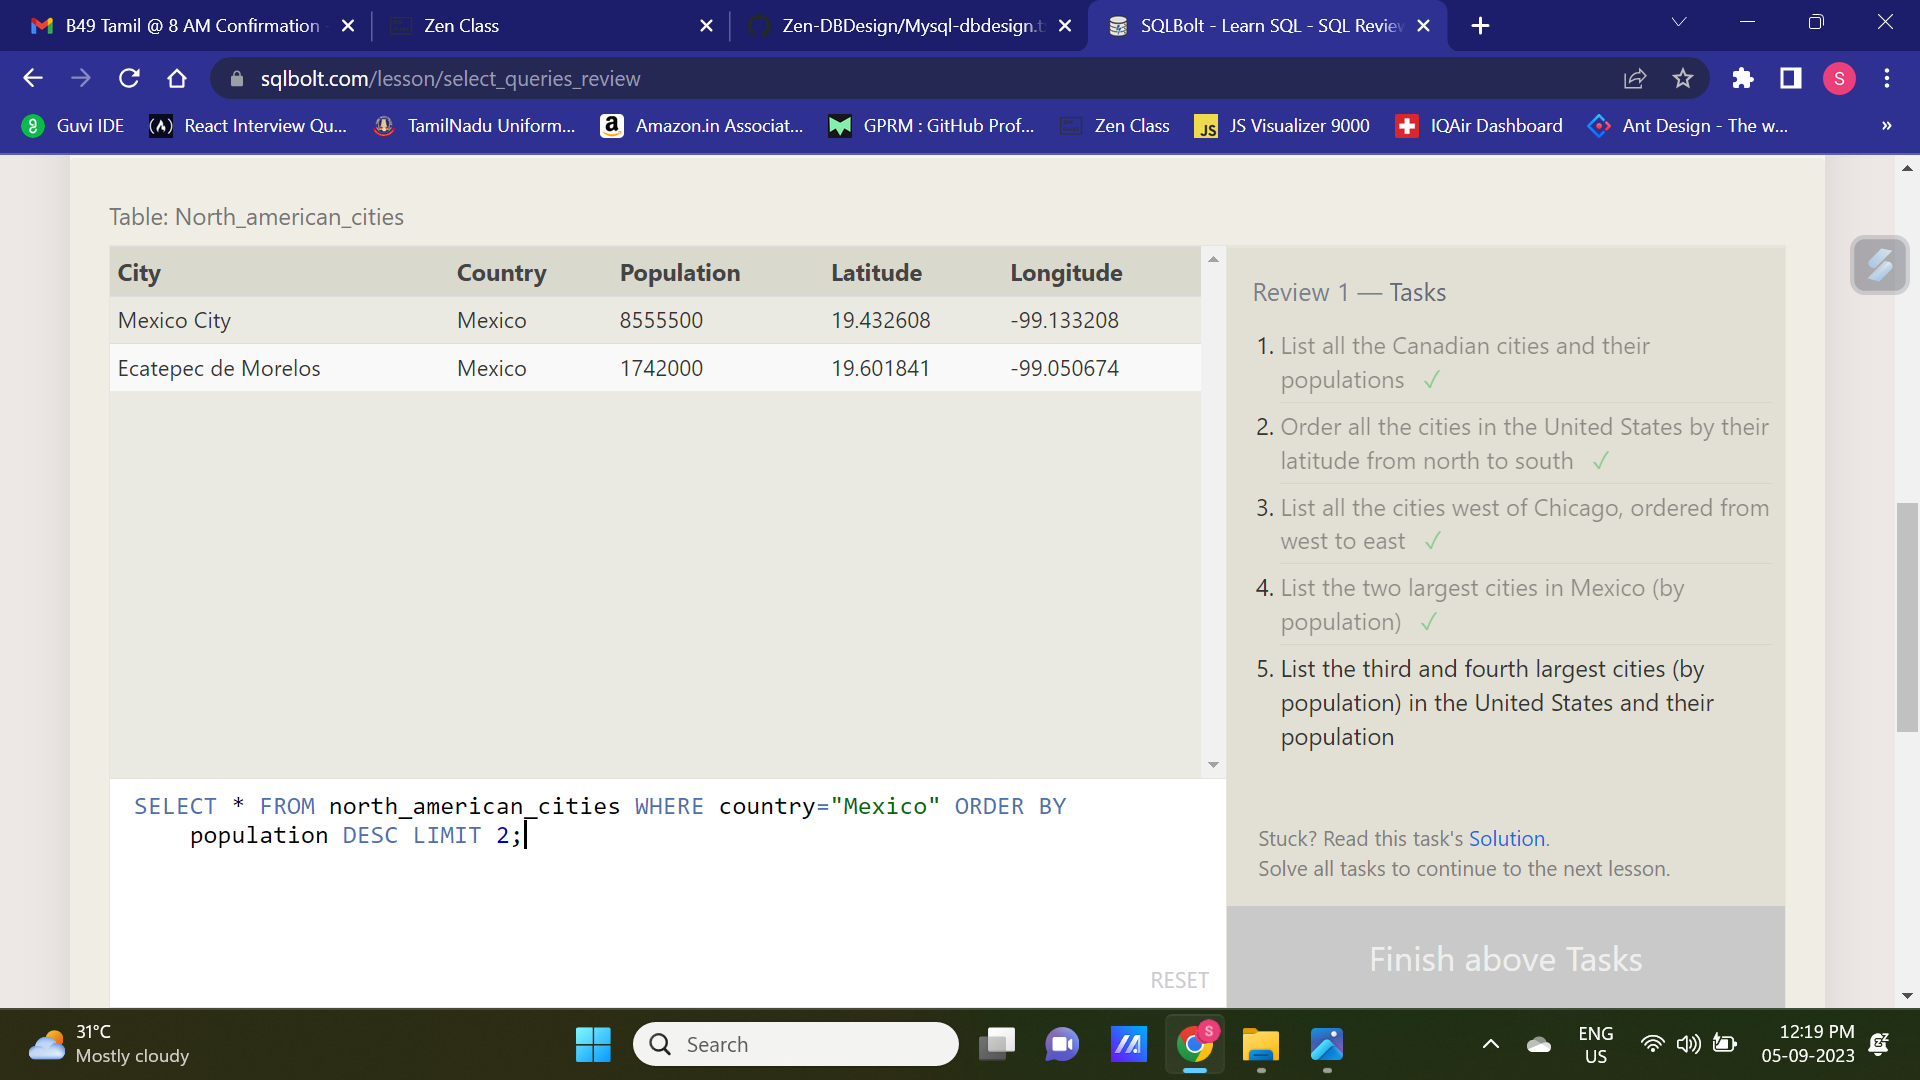 B49 Tamil @ 8 AM Confirmation
Zen Class
Zen-DBDesign/Mysql-dbdesign.t
SQLBolt - Learn SQL - SQL Review
sqlbolt.com/lesson/select_queries_review
S
Guvi IDE
React Interview Qu...
TamilNadu Uniform...
Amazon.in Associat...
GPRM : GitHub Prof...
Zen Class
JS Visualizer 9000
IQAir Dashboard
Ant Design - The w...
»
Table: North_american_cities
City Country Population Latitude Longitude
Mexico City Mexico 8555500 19.432608 -99.133208
Ecatepec de Morelos Mexico 1742000 19.601841 -99.050674
SELECT * FROM north_american_cities WHERE country="Mexico" ORDER BY
population DESC LIMIT 2;
RESET
Review 1 — Tasks
1. List all the Canadian cities and their
populations ✓
2. Order all the cities in the United States by their
latitude from north to south ✓
3. List all the cities west of Chicago, ordered from
west to east ✓
4. List the two largest cities in Mexico (by
population) ✓
5. List the third and fourth largest cities (by
population) in the United States and their
population
Stuck? Read this task's Solution.
Solve all tasks to continue to the next lesson.
Finish above Tasks
31°C
Mostly cloudy
Search
S
ENG
US
12:19 PM
05-09-2023